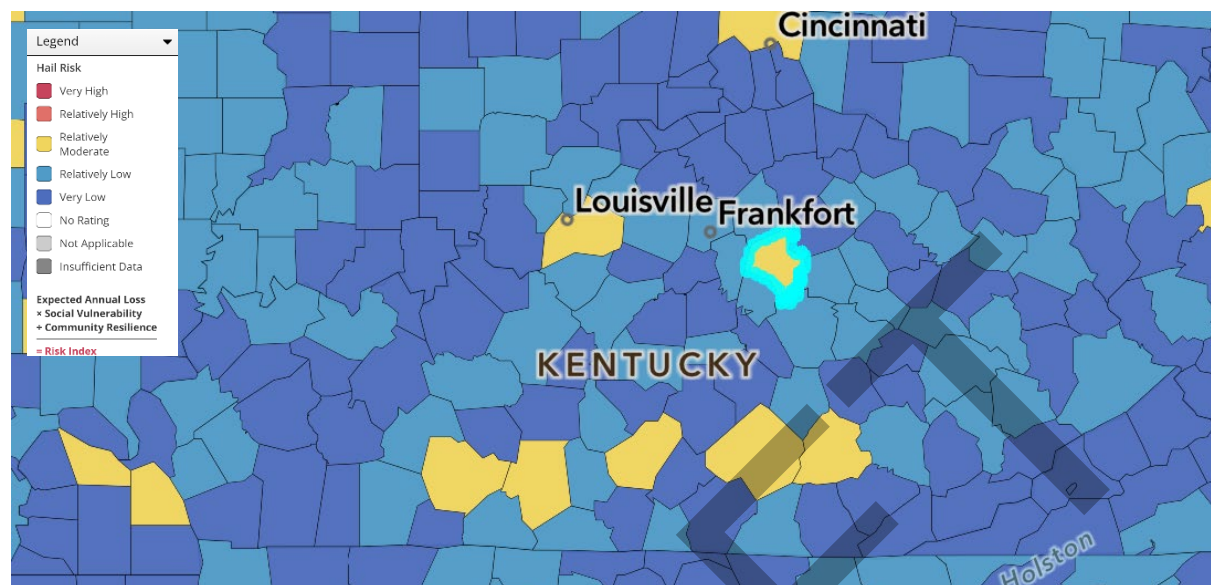 Legend
Hail Risk
Very High
Relatively High
Relatively
Moderate
Relatively Low
Very Low
No Rating
Not Applicable
Insufficient Data
Expected Annual Loss
× Social Vulnerability
÷ Community Resilience
= Risk Index
Cincinnati
Louisville
Frankfort
KENTUCKY
Holston